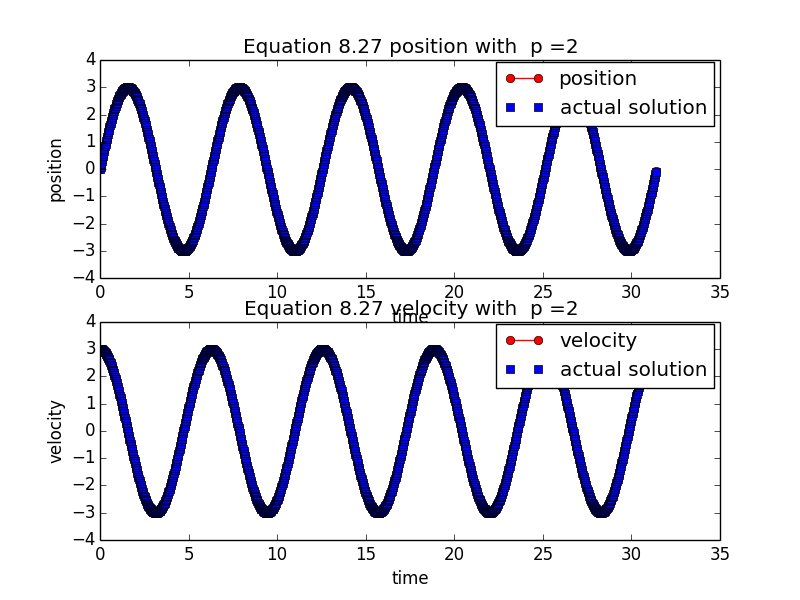 Equation 8.27 position with  p =2
position
actual solution
4
3
2
1
0
−1
−2
−3
−4
position
0 5 10 15 20 25 30 35
time
Equation 8.27 velocity with  p =2
velocity
actual solution
4
3
2
1
0
−1
−2
−3
−4
velocity
0 5 10 15 20 25 30 35
time